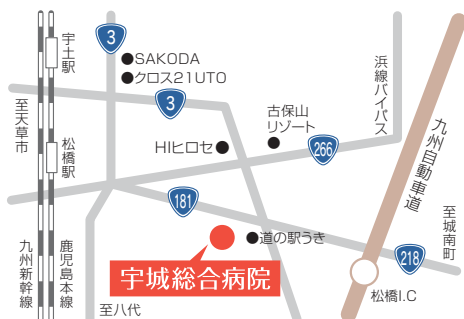 3
宇土駅
SAKODA
クロス21UTO
3
至天草市
浜線バイパス
古保山
リゾート
HIヒロセ
266
九州自動車道
松橋駅
181
至城南町
道の駅うき
218
宇城総合病院
九州新幹線
鹿児島本線
至八代
松橋I.C